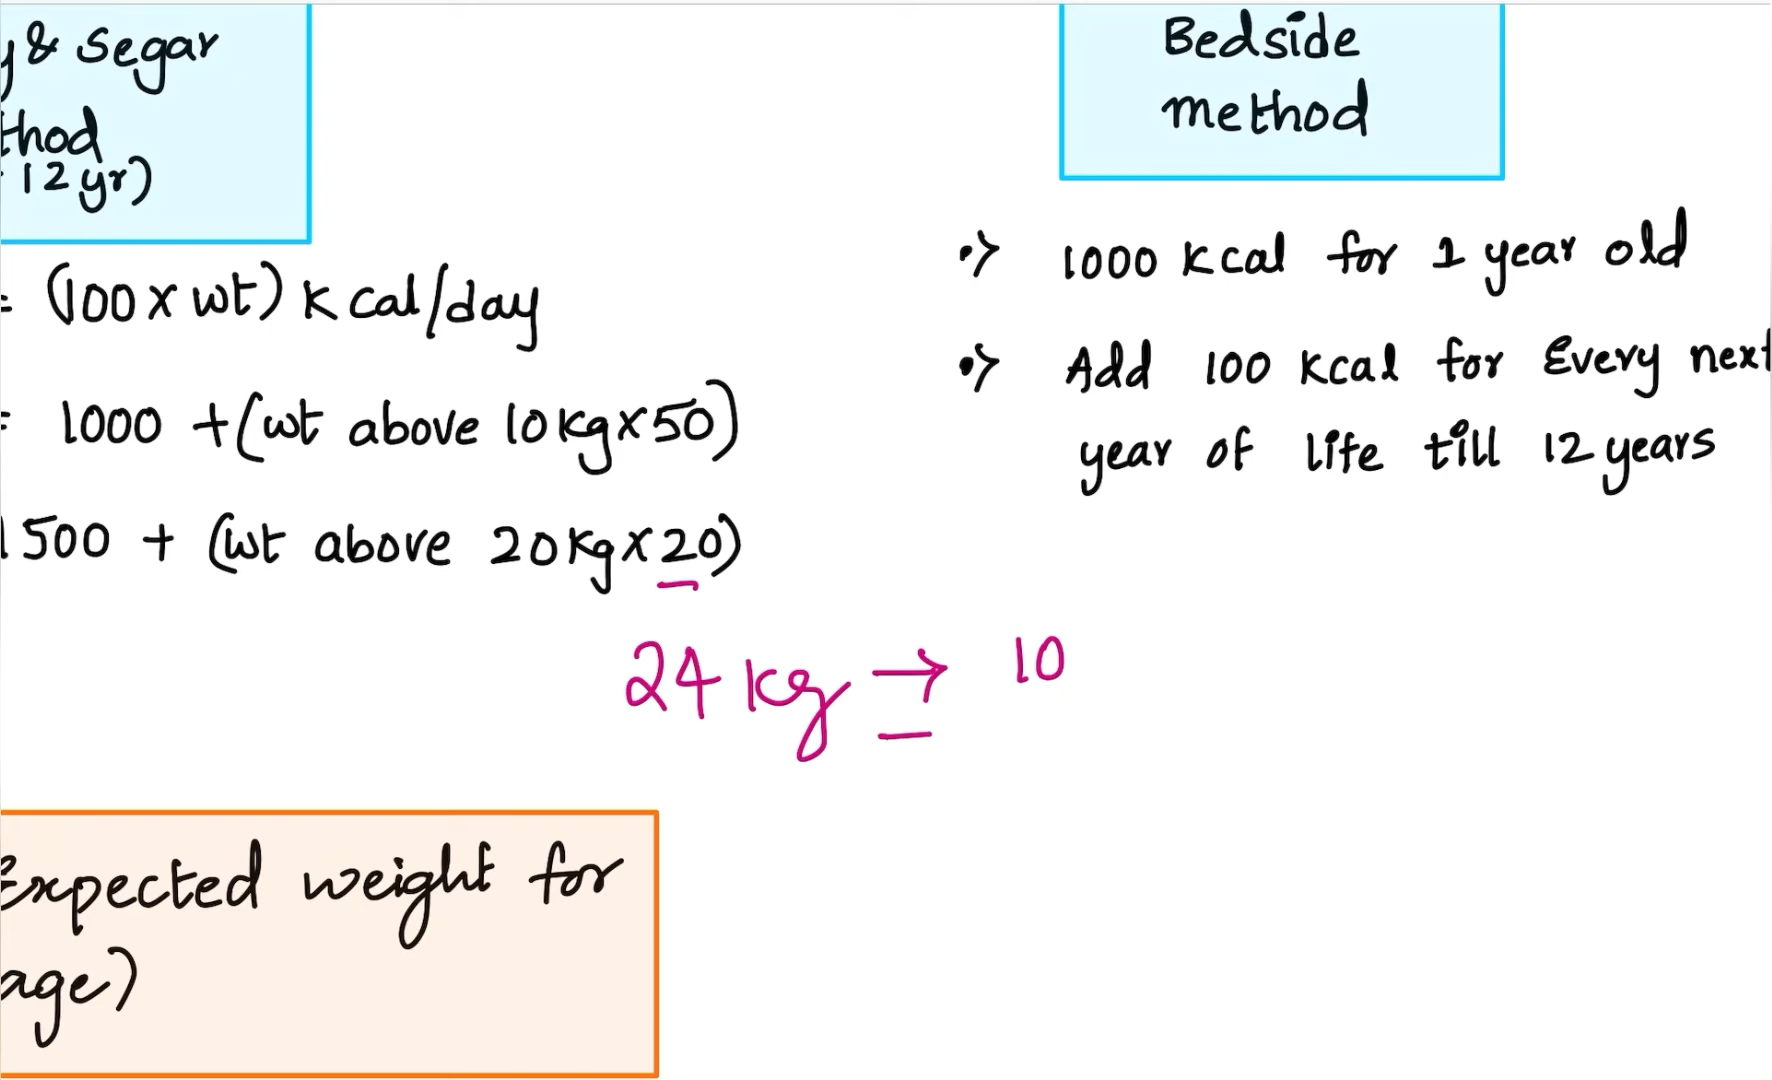 y & Segar
thod
12 yr)
= (100 x wt) K cal/day
= 1000 + (wt above 10 kg x 50)
1500 + (wt above 20 kg x 20)
24 kg → 10
Bedside
method
1000 K cal for 1 year old
Add 100 Kcal for Every next
year of life till 12 years
Expected weight for
age)